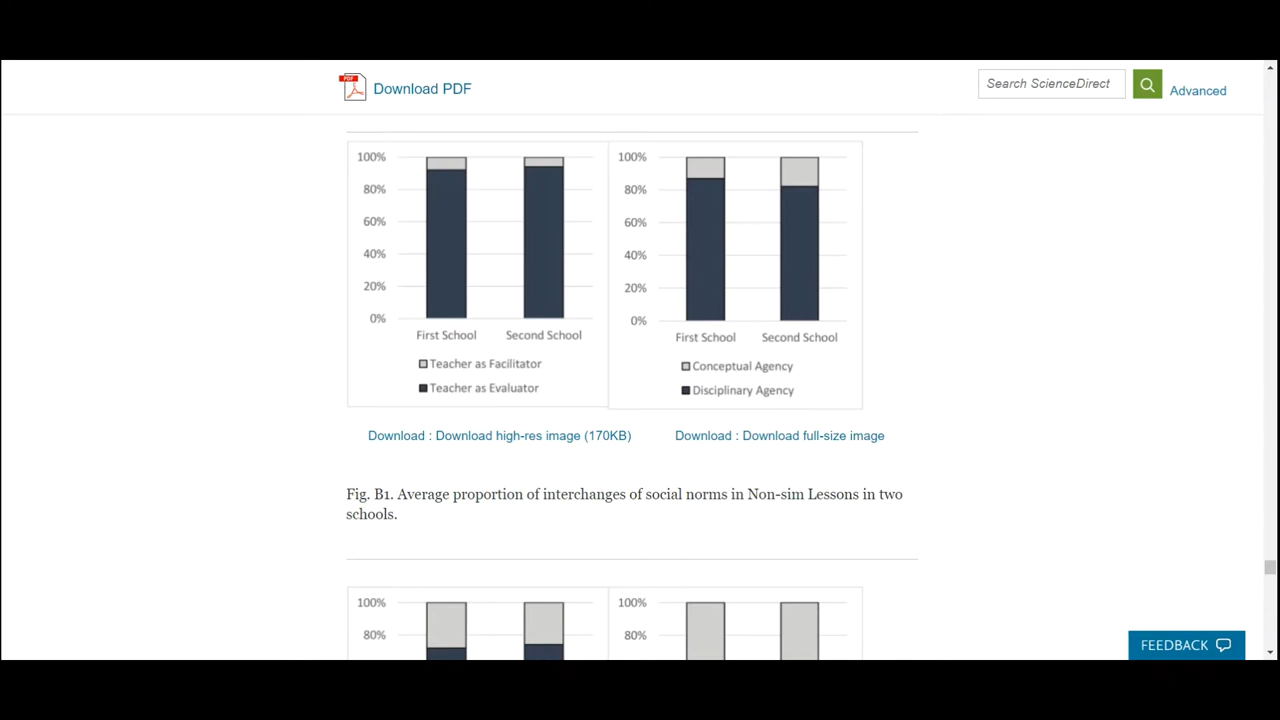 PDF
Download PDF
Search ScienceDirect
Advanced
100%
80%
60%
40%
20%
0%
First School Second School
Teacher as Facilitator
Teacher as Evaluator
100%
80%
60%
40%
20%
0%
First School Second School
Conceptual Agency
Disciplinary Agency
Download : Download high-res image (170KB)
Download : Download full-size image
Fig. B1. Average proportion of interchanges of social norms in Non-sim Lessons in two
schools.
100%
80%
100%
80%
FEEDBACK